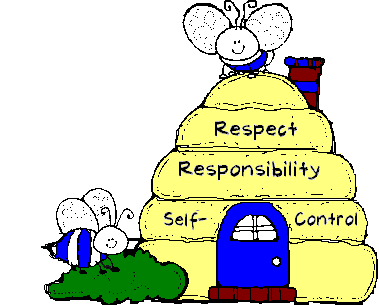 Respect
Responsibility
Self- Control